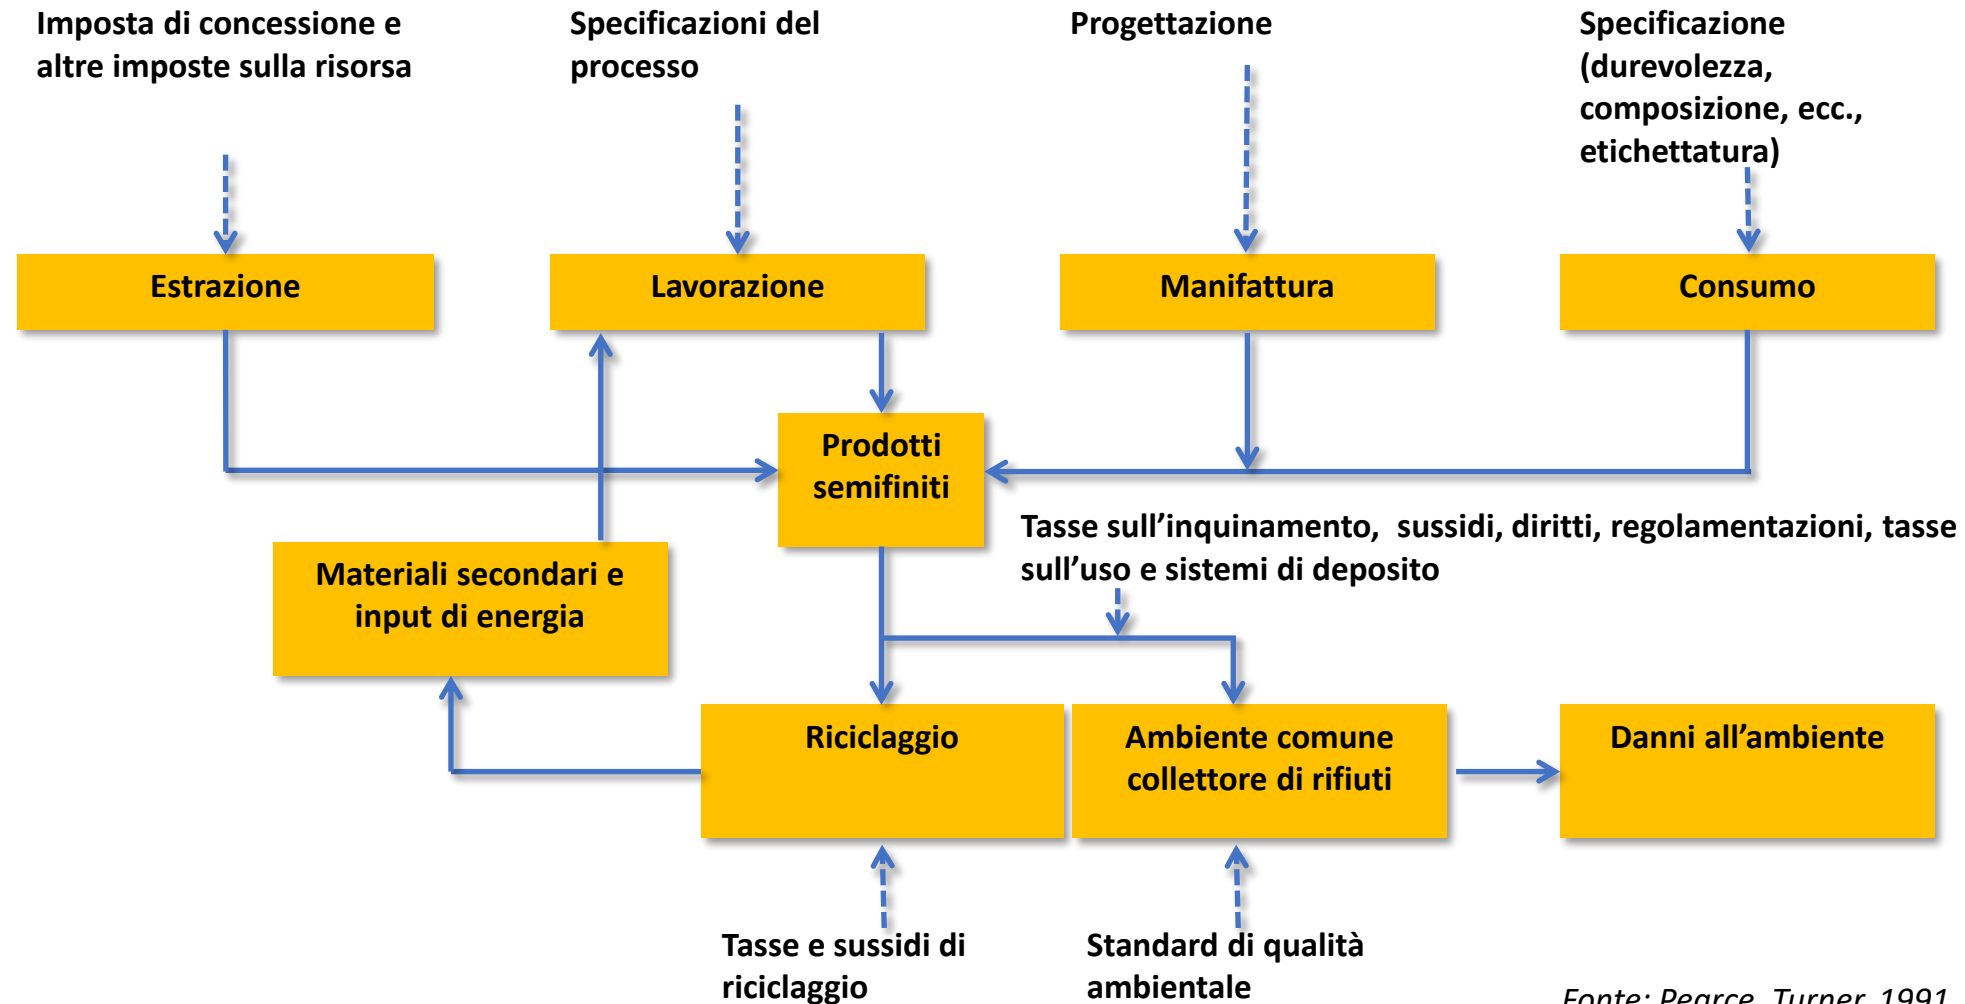 Imposta di concessione e
altre imposte sulla risorsa
Specificazioni del
processo
Progettazione
Specificazione
(durevolezza,
composizione, ecc.,
etichettatura)
Estrazione
Lavorazione
Manifattura
Consumo
Prodotti
semifiniti
Tasse sull’inquinamento,  sussidi, diritti, regolamentazioni, tasse
sull’uso e sistemi di deposito
Materiali secondari e
input di energia
Riciclaggio
Ambiente comune
collettore di rifiuti
Danni all’ambiente
Tasse e sussidi di
riciclaggio
Standard di qualità
ambientale
Fonte: Pearce, Turner, 1991